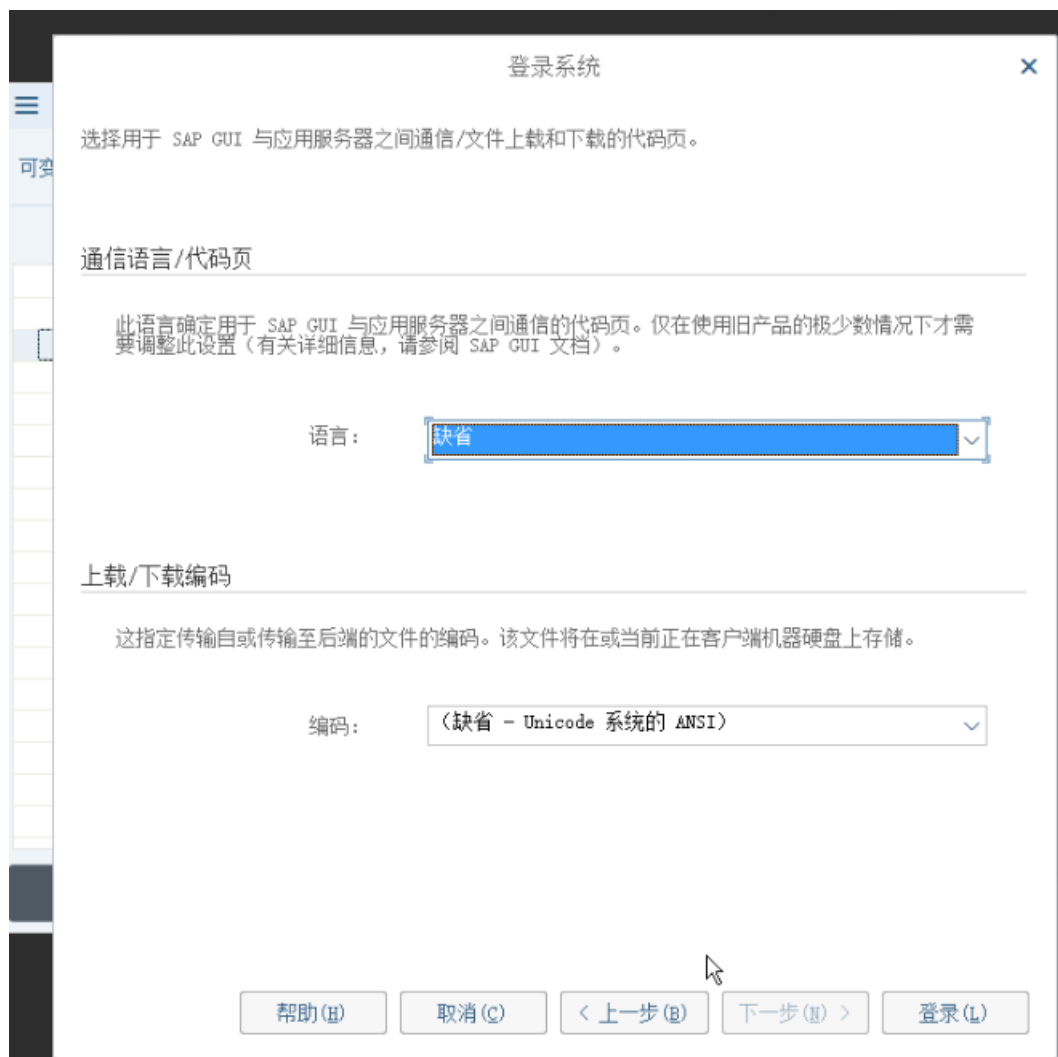 登录系统
选择用于 SAP GUI 与应用服务器之间通信/文件上载和下载的代码页。
可变
通信语言/代码页
此语言确定用于 SAP GUI 与应用服务器之间通信的代码页。仅在使用旧产品的极少数情况下才需
要调整此设置（有关详细信息，请参阅 SAP GUI 文档）。
语言：
缺省
上载/下载编码
这指定传输自或传输至后端的文件的编码。该文件将在或当前正在客户端机器硬盘上存储。
编码：
（缺省 - Unicode 系统的 ANSI）
帮助(H) 取消(C) < 上一步(B) 下一步(N) > 登录(L)